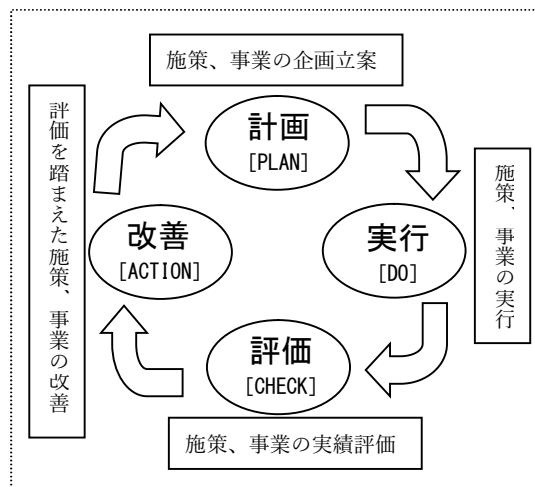 施策、事業の企画立案
計画
[PLAN]
施策、事業の実行
実行
[DO]
評価
[CHECK]
施策、事業の実績評価
改善
[ACTION]
評価を踏まえた施策、事業の改善